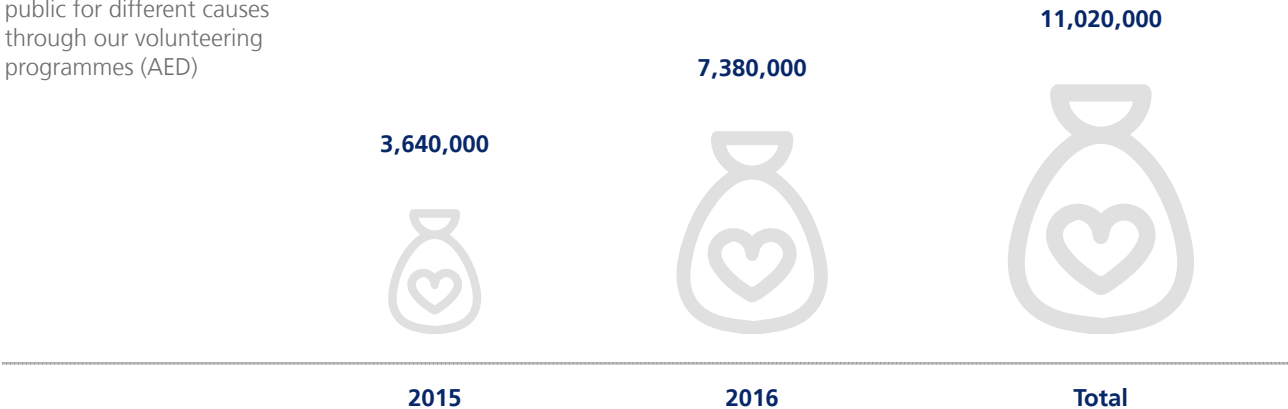 public for different causes
through our volunteering
programmes (AED)
3,640,000
7,380,000
11,020,000
2015
2016
Total